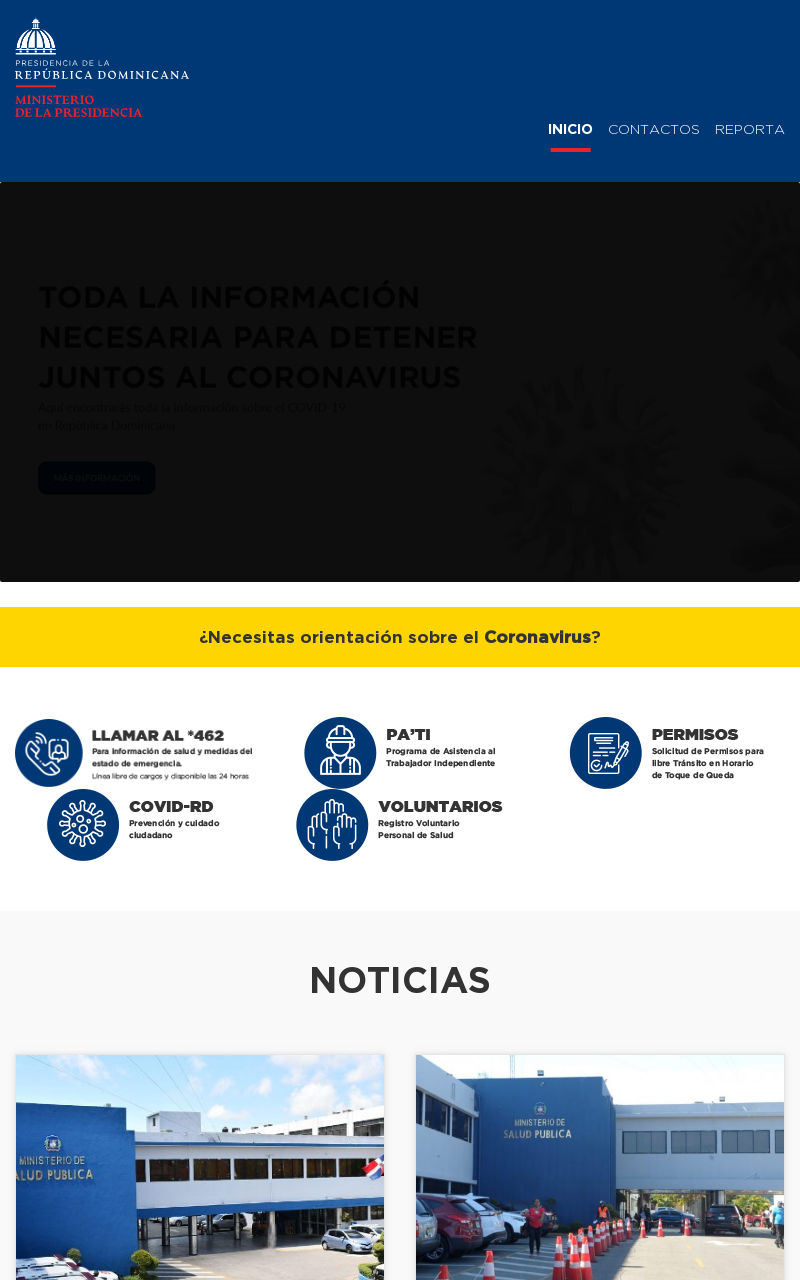 PRESIDENCIA DE LA
REPÚBLICA DOMINICANA
MINISTERIO
DE LA PRESIDENCIA
INICIO CONTACTOS REPORTA
TODA LA INFORMACIÓN
NECESARIA PARA DETENER
JUNTOS AL CORONAVIRUS
Aquí encontrarás toda la información sobre el COVID-19
en República Dominicana
MÁS INFORMACIÓN
¿Necesitas orientación sobre el Coronavirus?
LLAMAR AL *462
Para información de salud y medidas del
estado de emergencia.
Línea libre de cargos y disponible las 24 horas
PA’TI
Programa de Asistencia al
Trabajador Independiente
PERMISOS
Solicitud de Permisos para
libre Tránsito en Horario
de Toque de Queda
COVID-RD
Prevención y cuidado
ciudadano
VOLUNTARIOS
Registro Voluntario
Personal de Salud
NOTICIAS
MINISTERIO DE
SALUD PUBLICA
MINISTERIO DE
SALUD PUBLICA